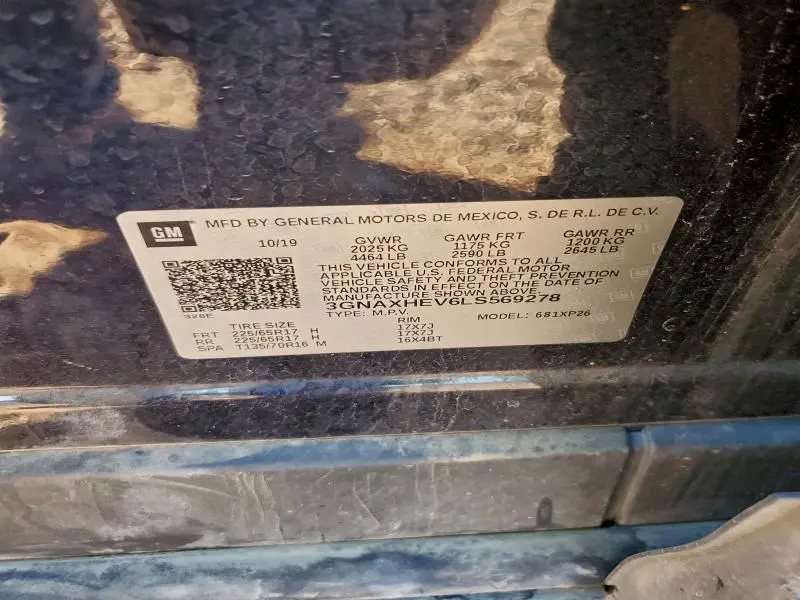 GM MFD BY GENERAL MOTORS DE MEXICO, S. DE R.L. DE C.V.
10/19 GVWR GAWR FRT GAWR RR
2025 KG 1175 KG 1200 KG
4464 LB 2590 LB 2645 LB
THIS VEHICLE CONFORMS TO ALL
APPLICABLE U.S. FEDERAL MOTOR
VEHICLE SAFETY AND THEFT PREVENTION
STANDARDS IN EFFECT ON THE DATE OF
MANUFACTURE SHOWN ABOVE.
3GNAXHEV6LS569278
328E
TYPE: M.P.V. MODEL: 681XP26
TIRE SIZE RIM
FRT 225/65R17 H 17X7J
RR 225/65R17 H 17X7J
SPA T135/70R16 M 16X4BT